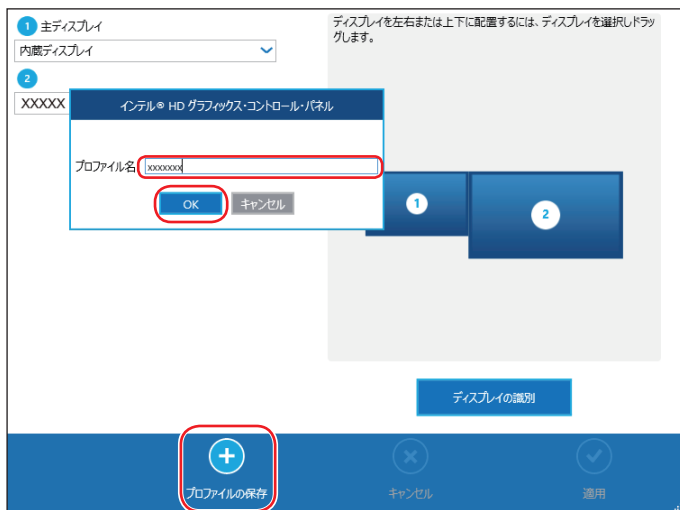 1 主ディスプレイ
内蔵ディスプレイ
2
XXXXX
ディスプレイを左右または上下に配置するには、ディスプレイを選択しドラッ
グします。
インテル® HD グラフィックス・コントロール・パネル
プロファイル名 xxxxxxx
OK キャンセル
1
2
ディスプレイの識別
プロファイルの保存 キャンセル 適用